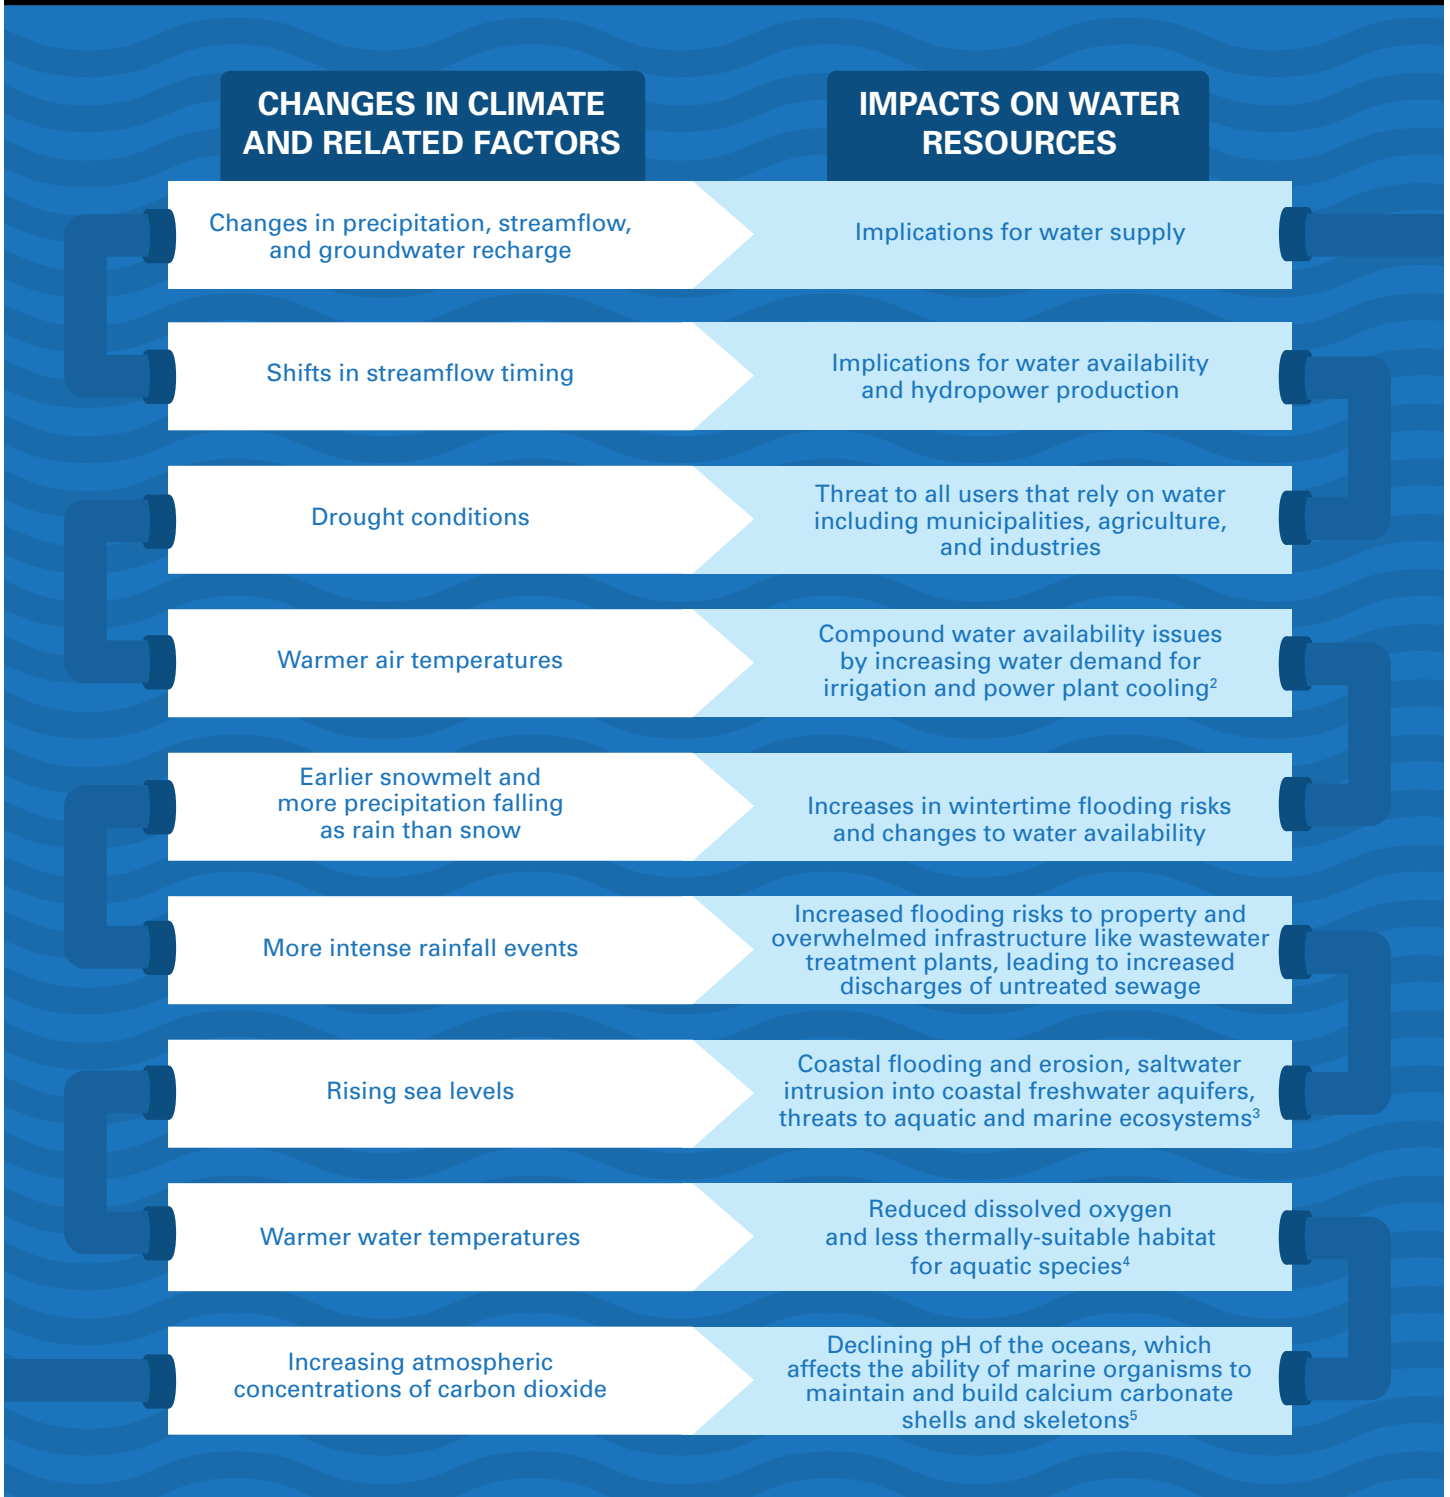 CHANGES IN CLIMATE
AND RELATED FACTORS
IMPACTS ON WATER
RESOURCES
Changes in precipitation, streamflow,
and groundwater recharge
Implications for water supply
Shifts in streamflow timing
Implications for water availability
and hydropower production
Drought conditions
Threat to all users that rely on water
including municipalities, agriculture,
and industries
Warmer air temperatures
Compound water availability issues
by increasing water demand for
irrigation and power plant cooling²
Earlier snowmelt and
more precipitation falling
as rain than snow
Increases in wintertime flooding risks
and changes to water availability
More intense rainfall events
Increased flooding risks to property and
overwhelmed infrastructure like wastewater
treatment plants, leading to increased
discharges of untreated sewage
Rising sea levels
Coastal flooding and erosion, saltwater
intrusion into coastal freshwater aquifers,
threats to aquatic and marine ecosystems³
Warmer water temperatures
Reduced dissolved oxygen
and less thermally-suitable habitat
for aquatic species⁴
Increasing atmospheric
concentrations of carbon dioxide
Declining pH of the oceans, which
affects the ability of marine organisms to
maintain and build calcium carbonate
shells and skeletons⁵